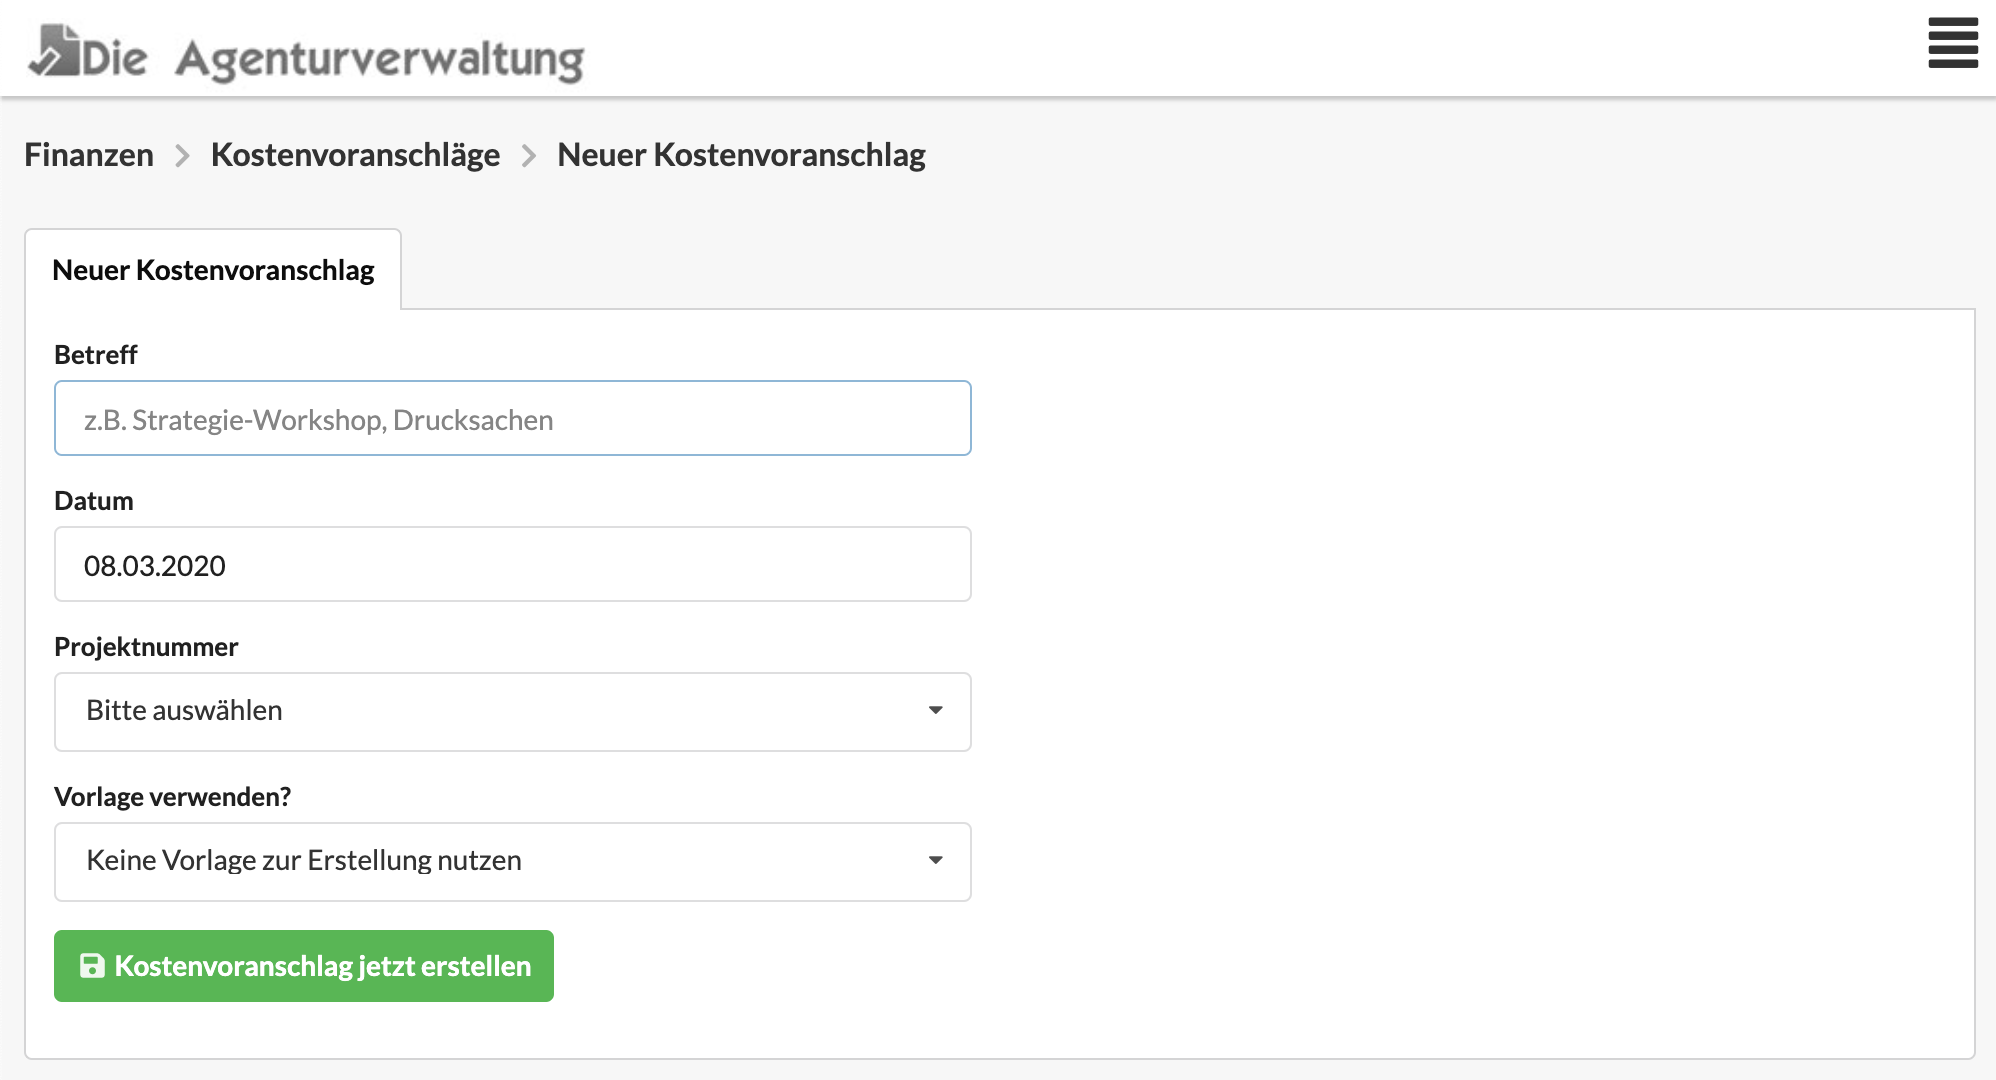 Die Agenturverwaltung
Finanzen > Kostenvoranschläge > Neuer Kostenvoranschlag
Neuer Kostenvoranschlag
Betreff
z.B. Strategie-Workshop, Drucksachen
Datum
08.03.2020
Projektnummer
Bitte auswählen
Vorlage verwenden?
Keine Vorlage zur Erstellung nutzen
Kostenvoranschlag jetzt erstellen